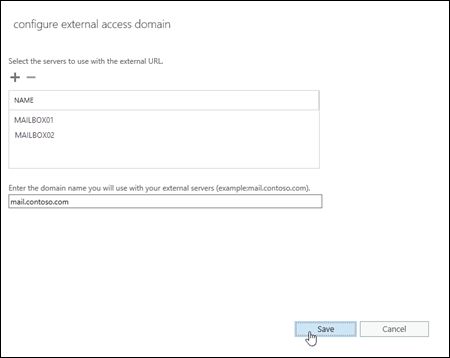 configure external access domain
Select the servers to use with the external URL.
NAME
MAILBOX01
MAILBOX02
Enter the domain name you will use with your external servers (example:mail.contoso.com).
mail.contoso.com
Save Cancel